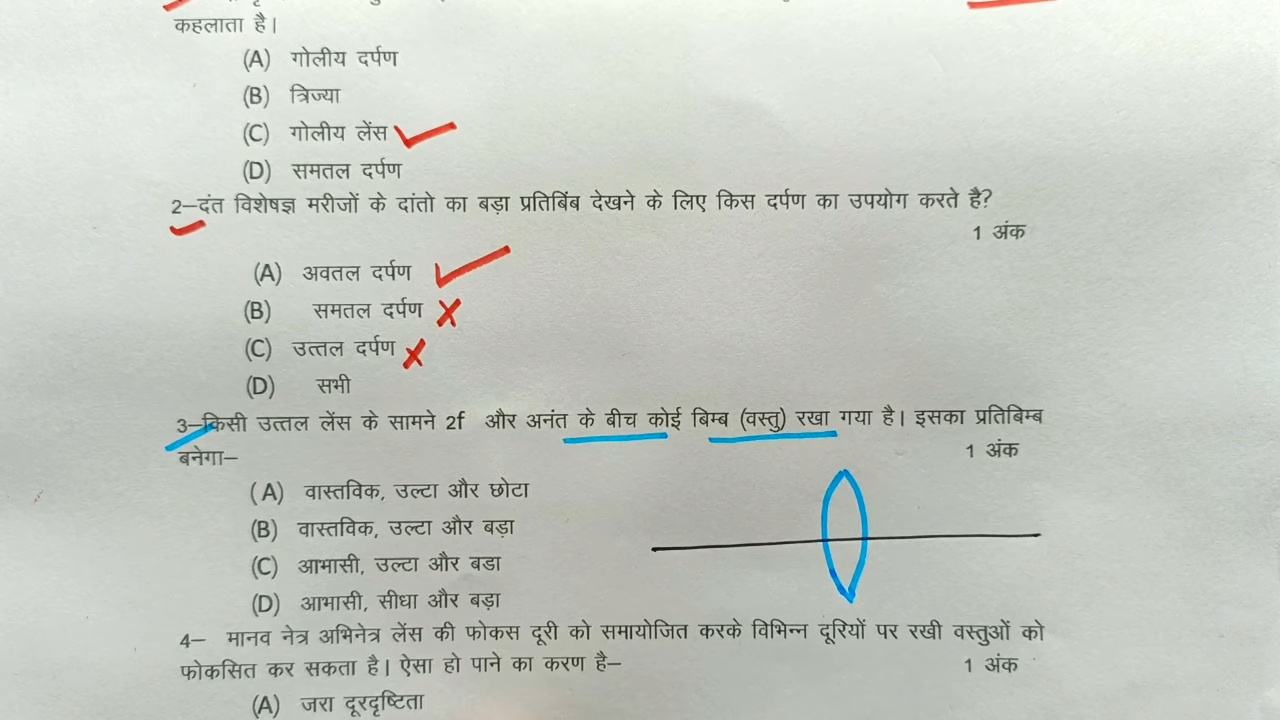 कहलाता है।
(A) गोलीय दर्पण
(B) त्रिज्या
(C) गोलीय लेंस
(D) समतल दर्पण
2–दंत विशेषज्ञ मरीजों के दांतो का बड़ा प्रतिबिंब देखने के लिए किस दर्पण का उपयोग करते है?
1 अंक
(A) अवतल दर्पण
(B) समतल दर्पण
(C) उत्तल दर्पण
(D) सभी
3–किसी उत्तल लेंस के सामने 2f और अनंत के बीच कोई बिम्ब (वस्तु) रखा गया है। इसका प्रतिबिम्ब
बनेगा– 1 अंक
(A) वास्तविक, उल्टा और छोटा
(B) वास्तविक, उल्टा और बड़ा
(C) आभासी, उल्टा और बडा
(D) आभासी, सीधा और बड़ा
4– मानव नेत्र अभिनेत्र लेंस की फोकस दूरी को समायोजित करके विभिन्न दूरियों पर रखी वस्तुओं को
फोकसित कर सकता है। ऐसा हो पाने का करण है– 1 अंक
(A) जरा दूरदृष्टिता